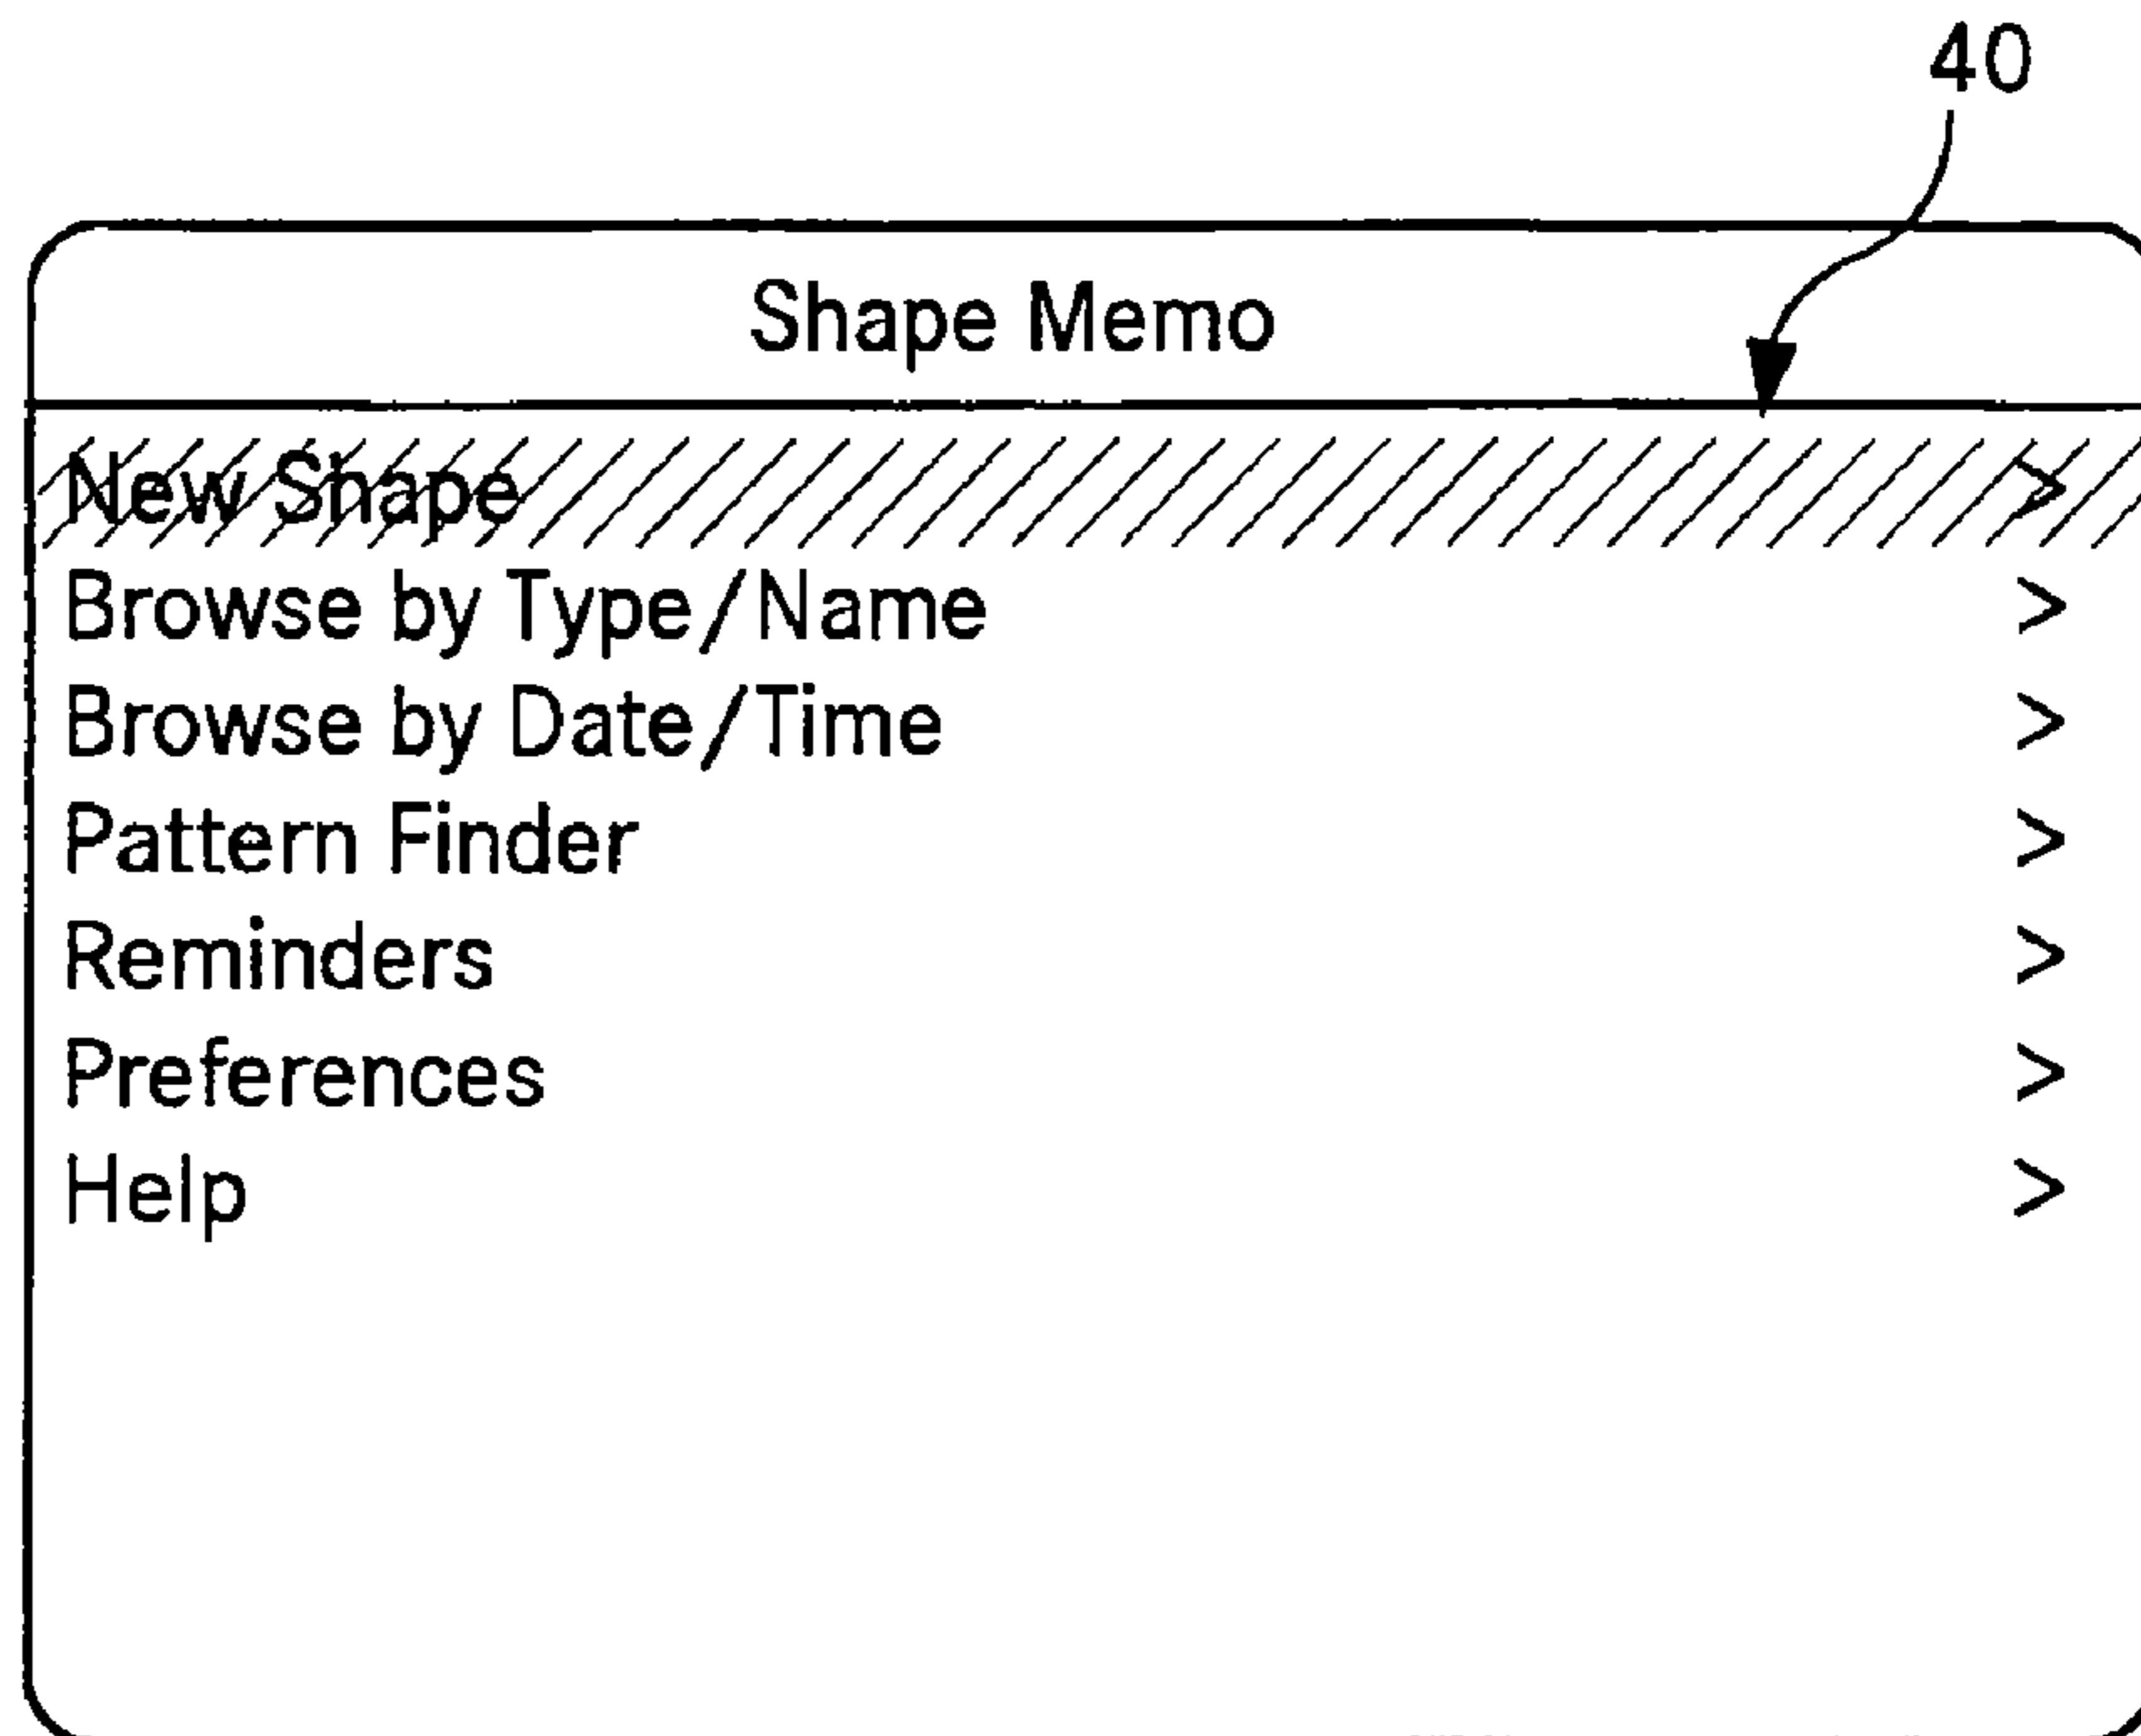 40
Shape Memo
New Shape >
Browse by Type/Name >
Browse by Date/Time >
Pattern Finder >
Reminders >
Preferences >
Help >